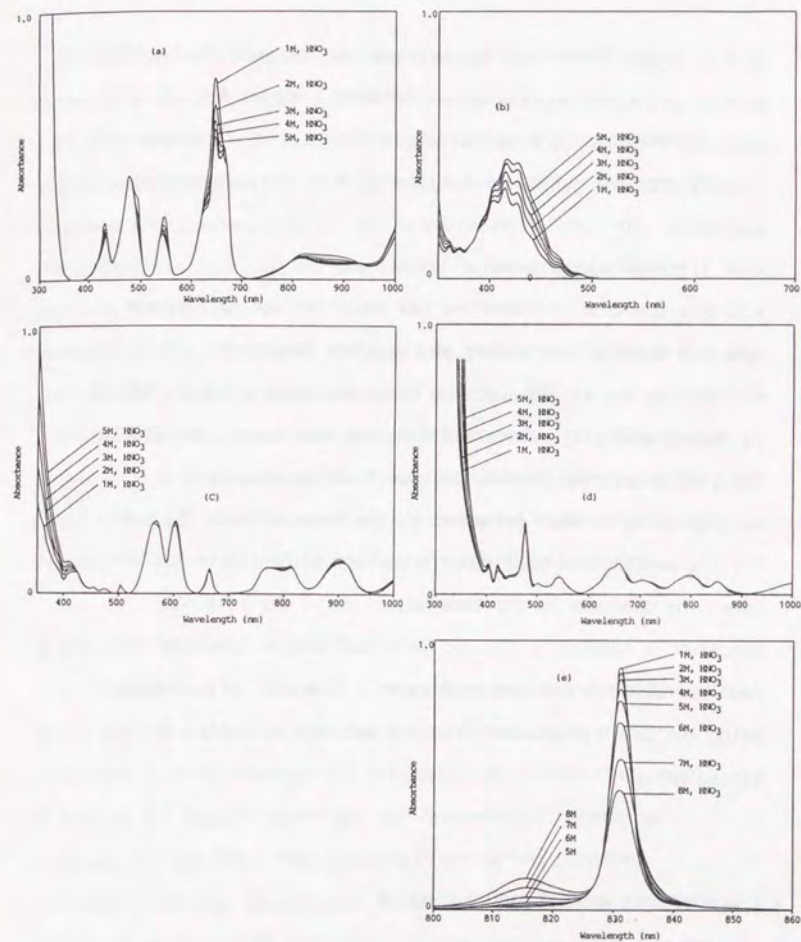 1.0
(a)
1M, HNO3
2M, HNO3
3M, HNO3
4M, HNO3
5M, HNO3
Absorbance
0
300 400 500 600 700 800 900 1000
Wavelength (nm)
1.0
(b)
5M, HNO3
4M, HNO3
3M, HNO3
2M, HNO3
1M, HNO3
Absorbance
0
400 500 600 700
Wavelength (nm)
1.0
5M, HNO3
4M, HNO3
3M, HNO3
2M, HNO3
1M, HNO3
(C)
Absorbance
0
400 500 600 700 800 900 1000
Wavelength (nm)
1.0
5M, HNO3
4M, HNO3
3M, HNO3
2M, HNO3
1M, HNO3
(d)
Absorbance
0
300 400 500 600 700 800 900 1000
Wavelength (nm)
1.0
(e)
1M, HNO3
2M, HNO3
3M, HNO3
4M, HNO3
5M, HNO3
6M, HNO3
7M, HNO3
8M, HNO3
8M
7M
6M
5M
Absorbance
0
800 810 820 830 840 850 860
Wavelength (nm)